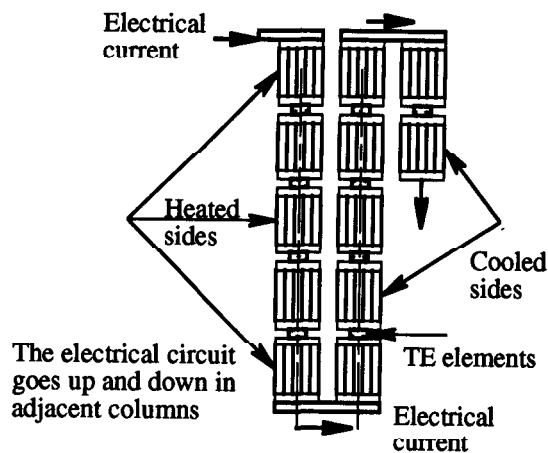 Electrical
current
Heated
sides
Cooled
sides
TE elements
The electrical circuit
goes up and down in
adjacent columns
Electrical
current